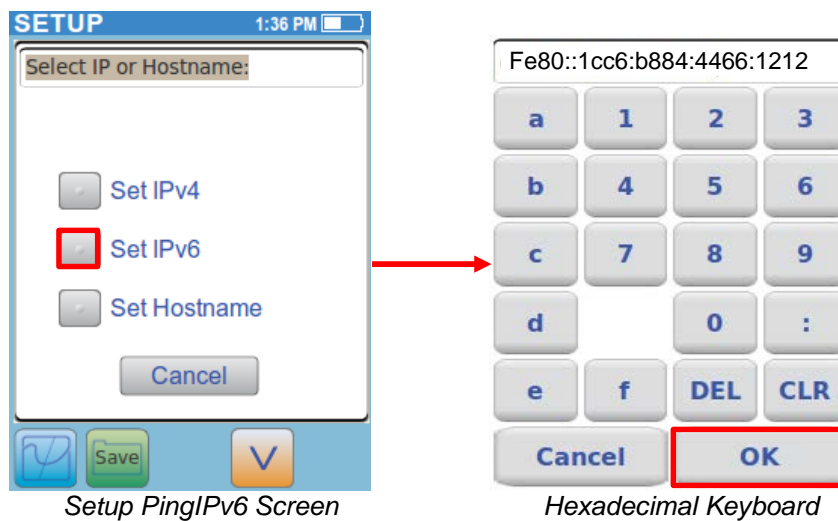 SETUP 1:36 PM
Select IP or Hostname:
Set IPv4
Set IPv6
Set Hostname
Cancel
Save
V
Setup PingIPv6 Screen
Fe80::1cc6:b884:4466:1212
a 1 2 3
b 4 5 6
c 7 8 9
d 0 :
e f DEL CLR
Cancel OK
Hexadecimal Keyboard